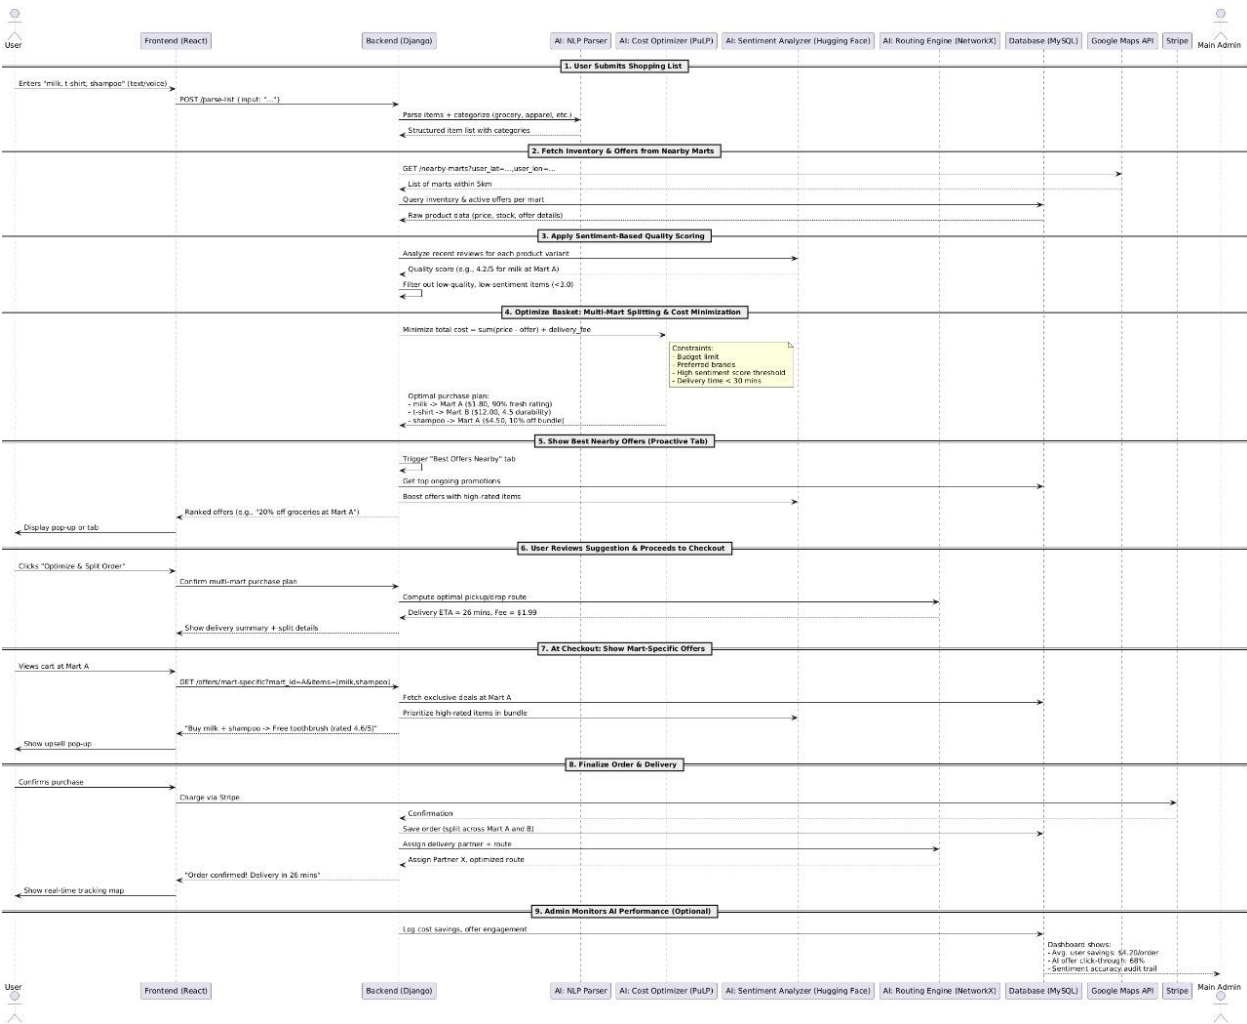 User
Frontend (React)
Backend (Django)
AI: NLP Parser
AI: Cost Optimizer (PuLP)
AI: Sentiment Analyzer (Hugging Face)
AI: Routing Engine (NetworkX)
Database (MySQL)
Google Maps API
Stripe
Main Admin
1. User Submits Shopping List
Enters "milk, t-shirt, shampoo" (text/voice)
POST /parse-list {input: "..."}
Parse items + categorize (grocery, apparel, etc.)
Structured item list with categories
2. Fetch Inventory & Offers from Nearby Marts
GET /nearby-marts?user_lat=...,user_lon=...
List of marts within 5km
Query inventory & active offers per mart
Raw product data (price, stock, offer details)
3. Apply Sentiment-Based Quality Scoring
Analyze recent reviews for each product variant
Quality score (e.g., 4.2/5 for milk at Mart A)
Filter out low-quality, low-sentiment items (<3.0)
4. Optimize Basket: Multi-Mart Splitting & Cost Minimization
Minimize total cost = sum(price - offer) + delivery_fee
Constraints:
- Budget limit
- Preferred brands
- High sentiment score threshold
- Delivery time < 30 mins
Optimal purchase plan:
- milk -> Mart A ($1.80, 90% fresh rating)
- t-shirt -> Mart B ($12.00, 4.5 durability)
- shampoo -> Mart A ($4.50, 10% off bundle)
5. Show Best Nearby Offers (Proactive Tab)
Trigger "Best Offers Nearby" tab
Get top ongoing promotions
Boost offers with high-rated items
Ranked offers (e.g., "20% off groceries at Mart A")
Display pop-up or tab
6. User Reviews Suggestion & Proceeds to Checkout
Clicks "Optimize & Split Order"
Confirm multi-mart purchase plan
Compute optimal pickup/drop route
Delivery ETA = 26 mins, Fee = $1.99
Show delivery summary + split details
7. At Checkout: Show Mart-Specific Offers
Views cart at Mart A
GET /offers/mart-specific?mart_id=A&items=[milk,shampoo]
Fetch exclusive deals at Mart A
Prioritize high-rated items in bundle
"Buy milk + shampoo -> Free toothbrush (rated 4.6/5)"
Show upsell pop-up
8. Finalize Order & Delivery
Confirms purchase
Charge via Stripe
Confirmation
Save order (split across Mart A and B)
Assign delivery partner + route
Assign Partner X, optimized route
"Order confirmed! Delivery in 26 mins"
Show real-time tracking map
9. Admin Monitors AI Performance (Optional)
Log cost savings, offer engagement
Dashboard shows:
- Avg. user savings: $4.20/order
- AI offer click-through: 68%
- Sentiment accuracy audit trail
User
Frontend (React)
Backend (Django)
AI: NLP Parser
AI: Cost Optimizer (PuLP)
AI: Sentiment Analyzer (Hugging Face)
AI: Routing Engine (NetworkX)
Database (MySQL)
Google Maps API
Stripe
Main Admin